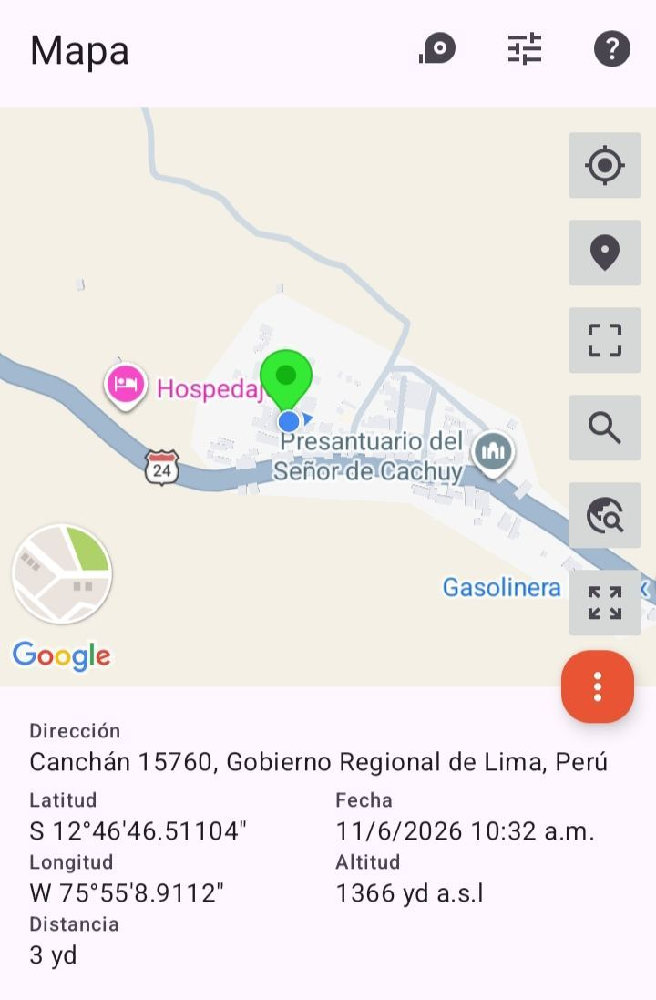 Mapa
Hospedaj
Presantuario del
Señor de Cachuy
24
Gasolinera
Google
Dirección
Canchán 15760, Gobierno Regional de Lima, Perú
Latitud
Fecha
S 12°46'46.51104"
11/6/2026 10:32 a.m.
Longitud
Altitud
W 75°55'8.9112"
1366 yd a.s.l
Distancia
3 yd